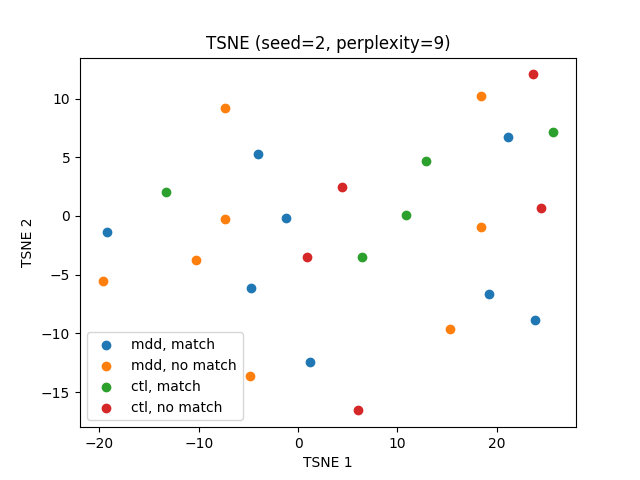 TSNE (seed=2, perplexity=9)
10
5
0
−5
−10
−15
TSNE 2
mdd, match
mdd, no match
ctl, match
ctl, no match
−20
−10
0
10
20
TSNE 1